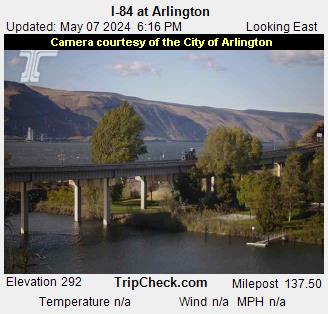 I-84 at Arlington
Updated: May 07 2024 6:16 PM Looking East
Camera courtesy of the City of Arlington
Elevation 292 TripCheck.com Milepost 137.50
Temperature n/a Wind n/a MPH n/a